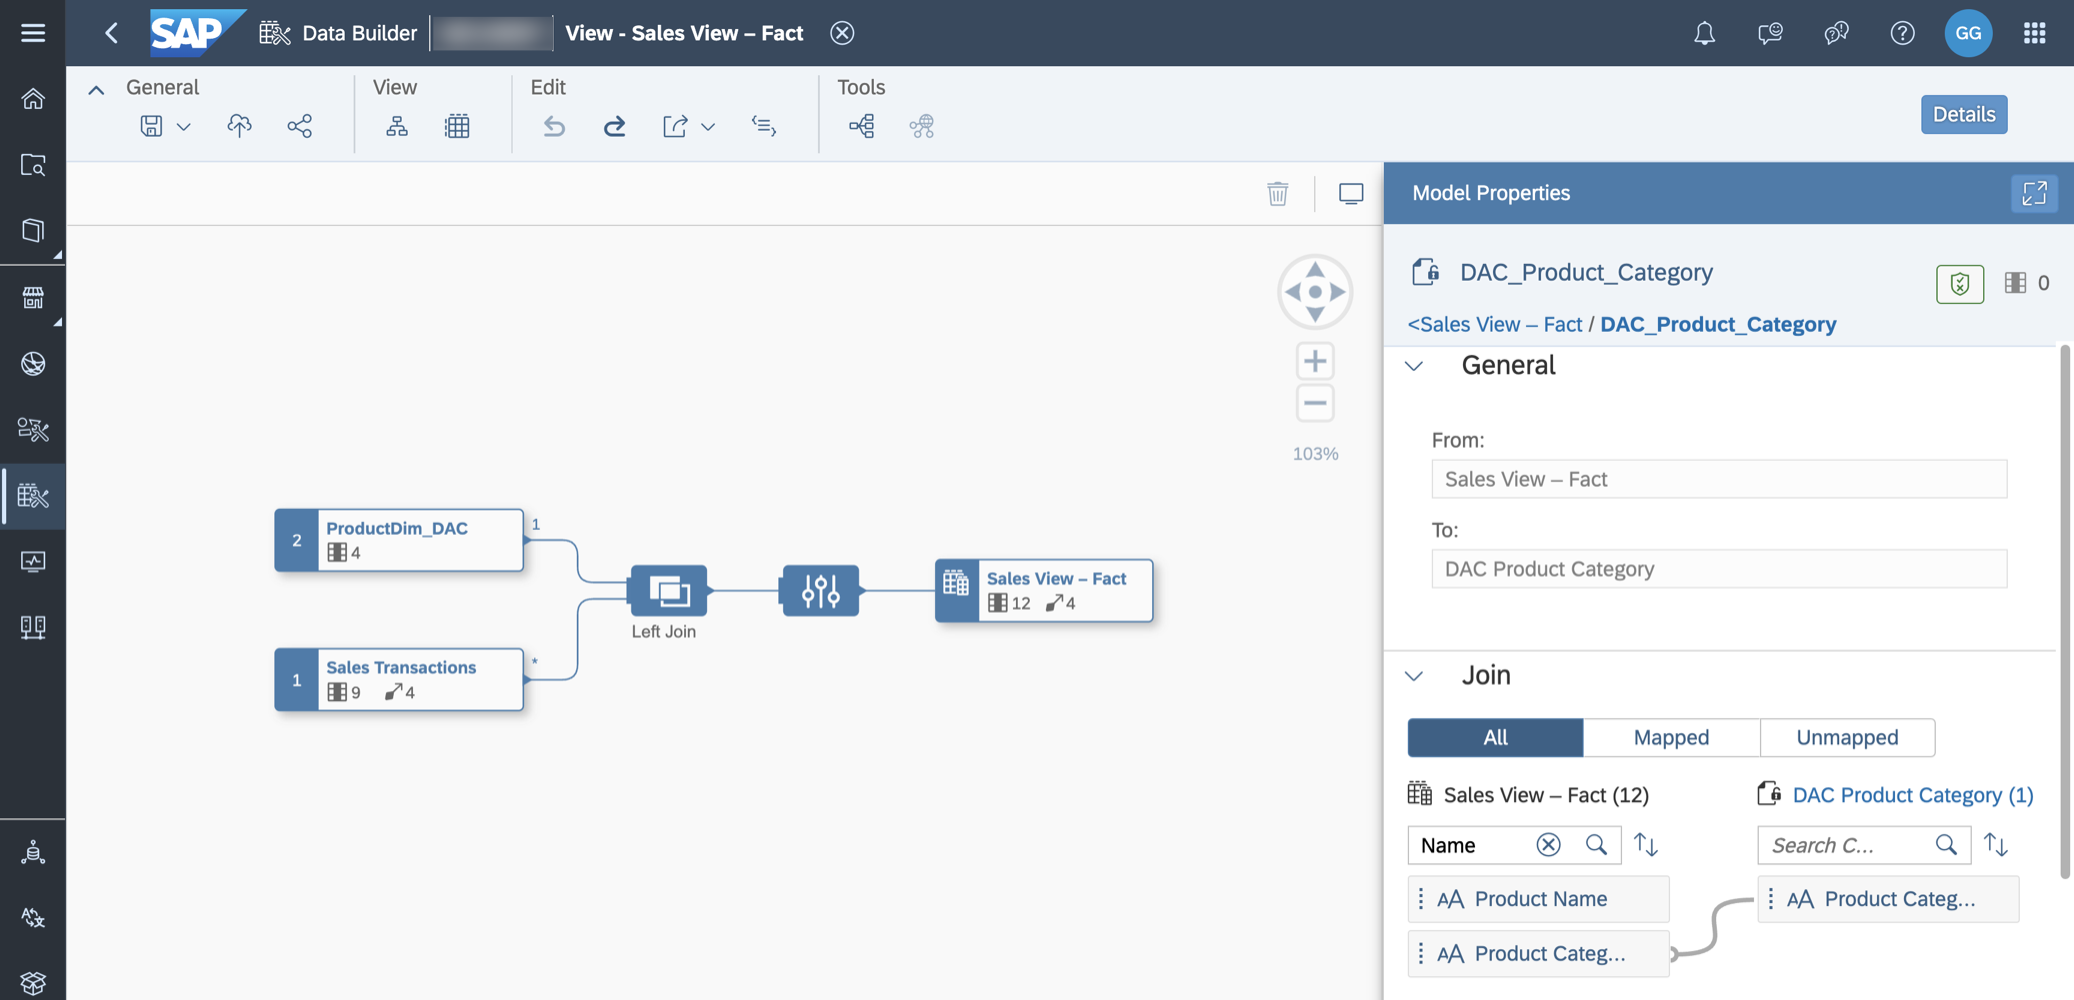 SAP Data Builder View - Sales View – Fact GG
General View Edit Tools
Details
Model Properties
DAC_Product_Category
0
<Sales View – Fact / DAC_Product_Category
General
From:
Sales View – Fact
To:
DAC Product Category
103%
2 ProductDim_DAC 1
4
Left Join
Sales View – Fact
12 4
1 Sales Transactions *
9 4
Join
All Mapped Unmapped
Sales View – Fact (12) DAC Product Category (1)
Name Search C...
AA Product Name AA Product Categ...
AA Product Categ...